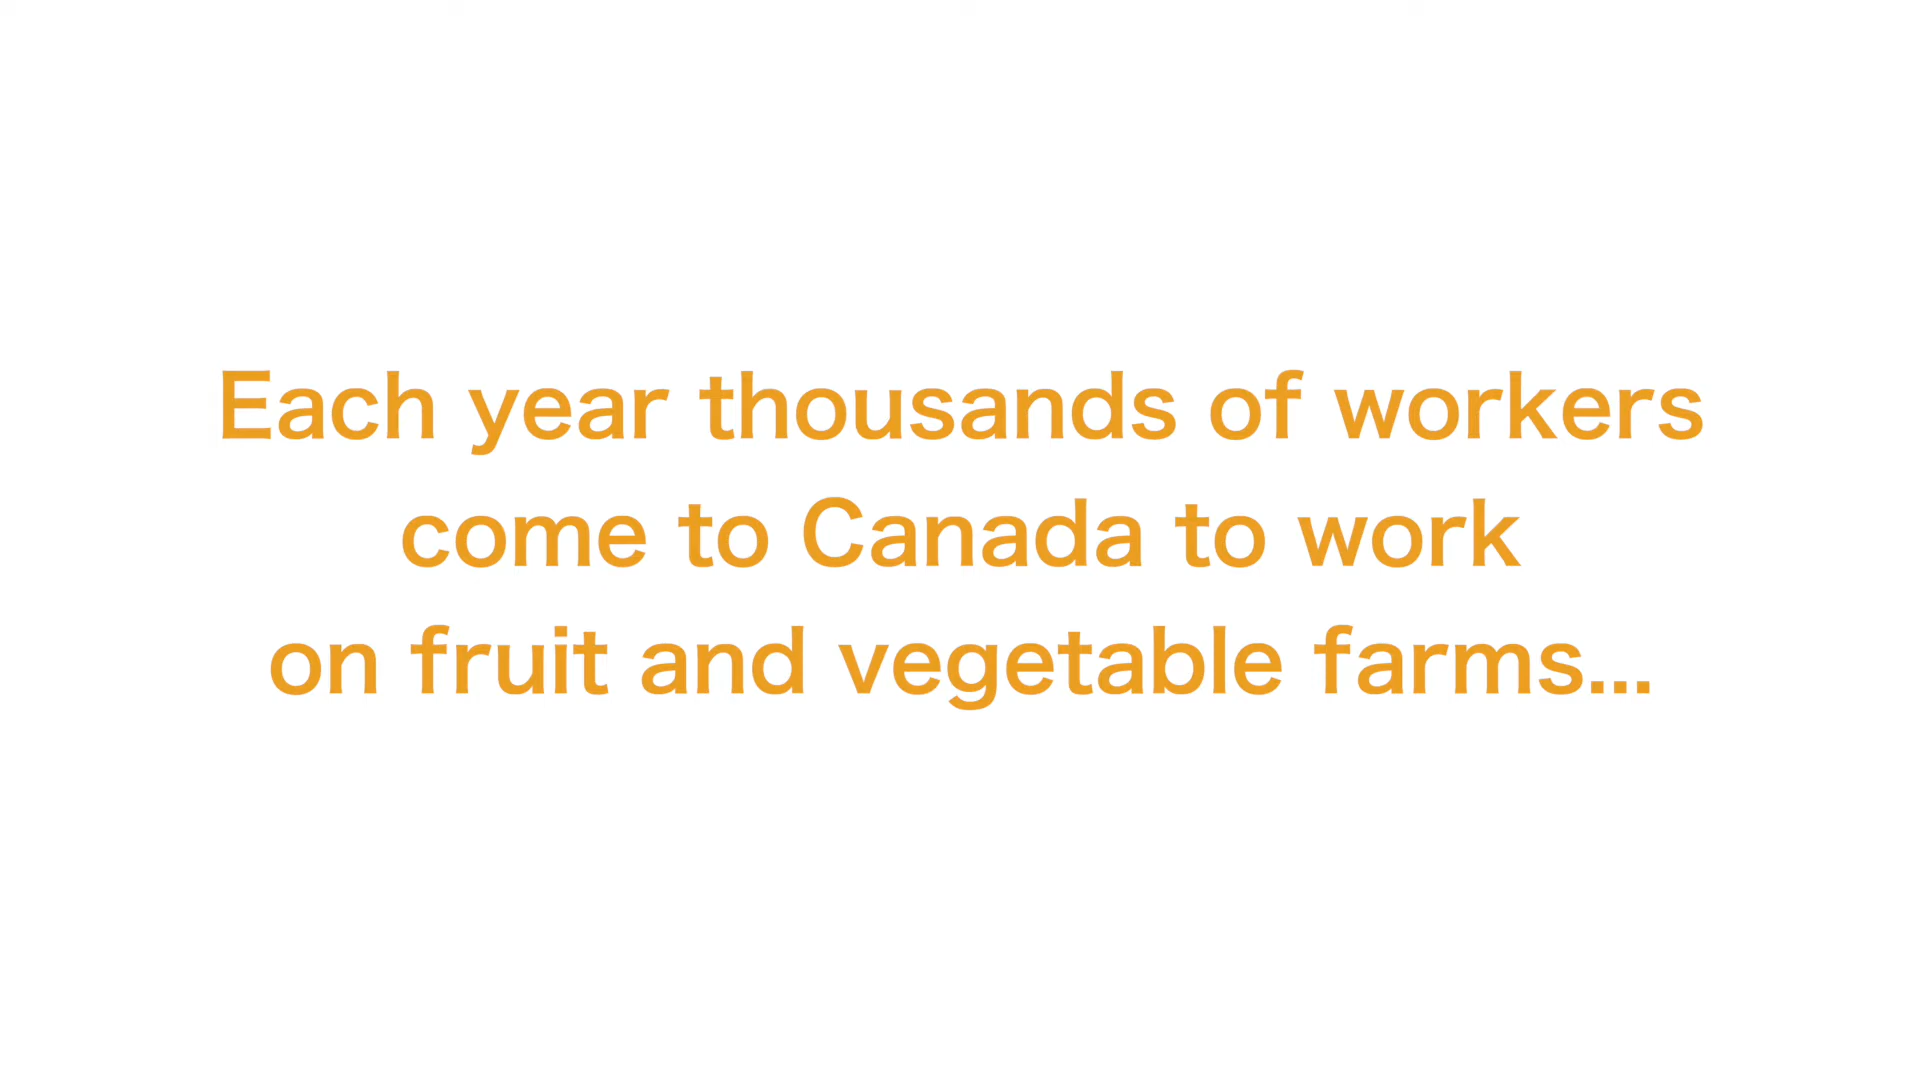 Each year thousands of workers
come to Canada to work
on fruit and vegetable farms...